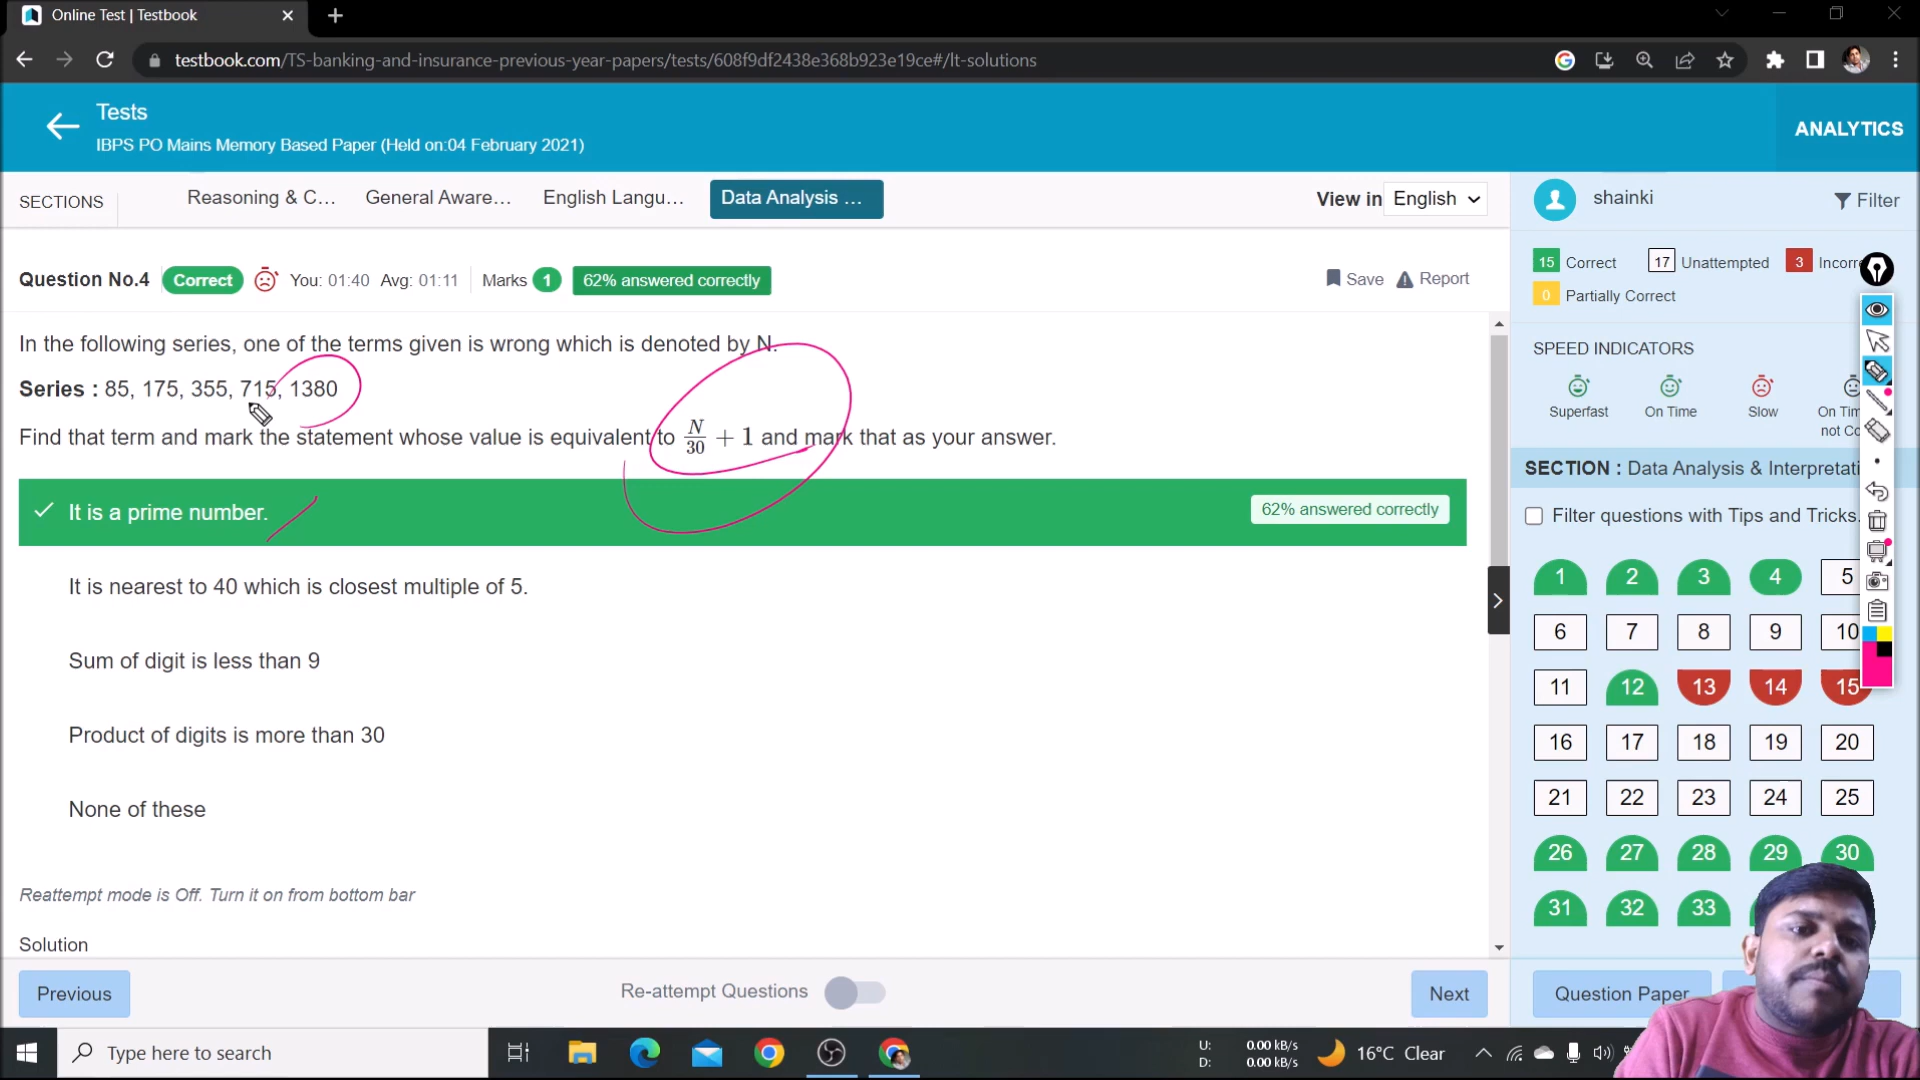 Online Test | Testbook
testbook.com/TS-banking-and-insurance-previous-year-papers/tests/608f9df2438e368b923e19ce#/lt-solutions
Tests
IBPS PO Mains Memory Based Paper (Held on:04 February 2021)
ANALYTICS
SECTIONS
Reasoning & C...
General Aware...
English Langu...
Data Analysis ...
View in
English
shainki
Filter
Question No.4
Correct
You: 01:40 Avg: 01:11
Marks 1
62% answered correctly
Save
Report
15 Correct
17 Unattempted
3 Incorre
0 Partially Correct
In the following series, one of the terms given is wrong which is denoted by N.
Series : 85, 175, 355, 715, 1380
Find that term and mark the statement whose value is equivalent to N/30 + 1 and mark that as your answer.
It is a prime number.
62% answered correctly
It is nearest to 40 which is closest multiple of 5.
Sum of digit is less than 9
Product of digits is more than 30
None of these
Reattempt mode is Off. Turn it on from bottom bar
Solution
SPEED INDICATORS
Superfast
On Time
Slow
On Tim
not Co
SECTION : Data Analysis & Interpretati
Filter questions with Tips and Tricks.
1 2 3 4 5
6 7 8 9 10
11 12 13 14 15
16 17 18 19 20
21 22 23 24 25
26 27 28 29 30
31 32 33
Previous
Re-attempt Questions
Next
Question Paper
Type here to search
U: 0.00 kB/s
D: 0.00 kB/s
16°C Clear